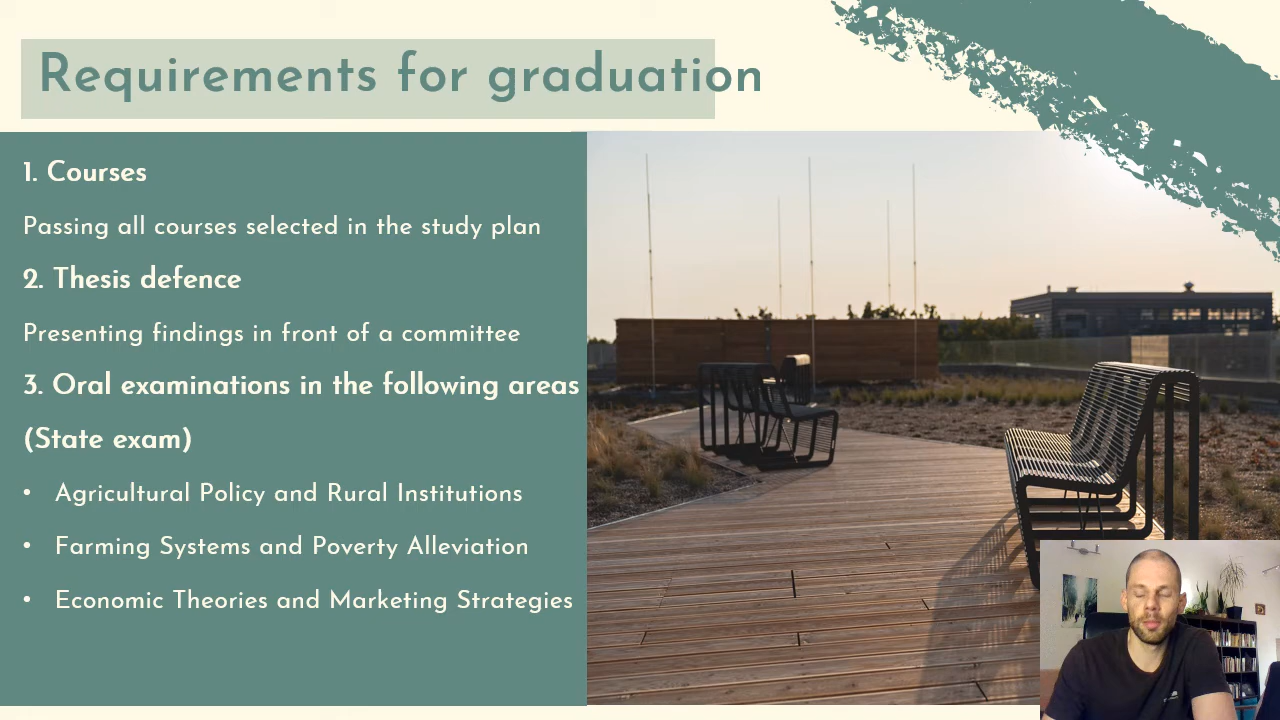 Requirements for graduation
1. Courses
Passing all courses selected in the study plan
2. Thesis defence
Presenting findings in front of a committee
3. Oral examinations in the following areas
(State exam)
• Agricultural Policy and Rural Institutions
• Farming Systems and Poverty Alleviation
• Economic Theories and Marketing Strategies